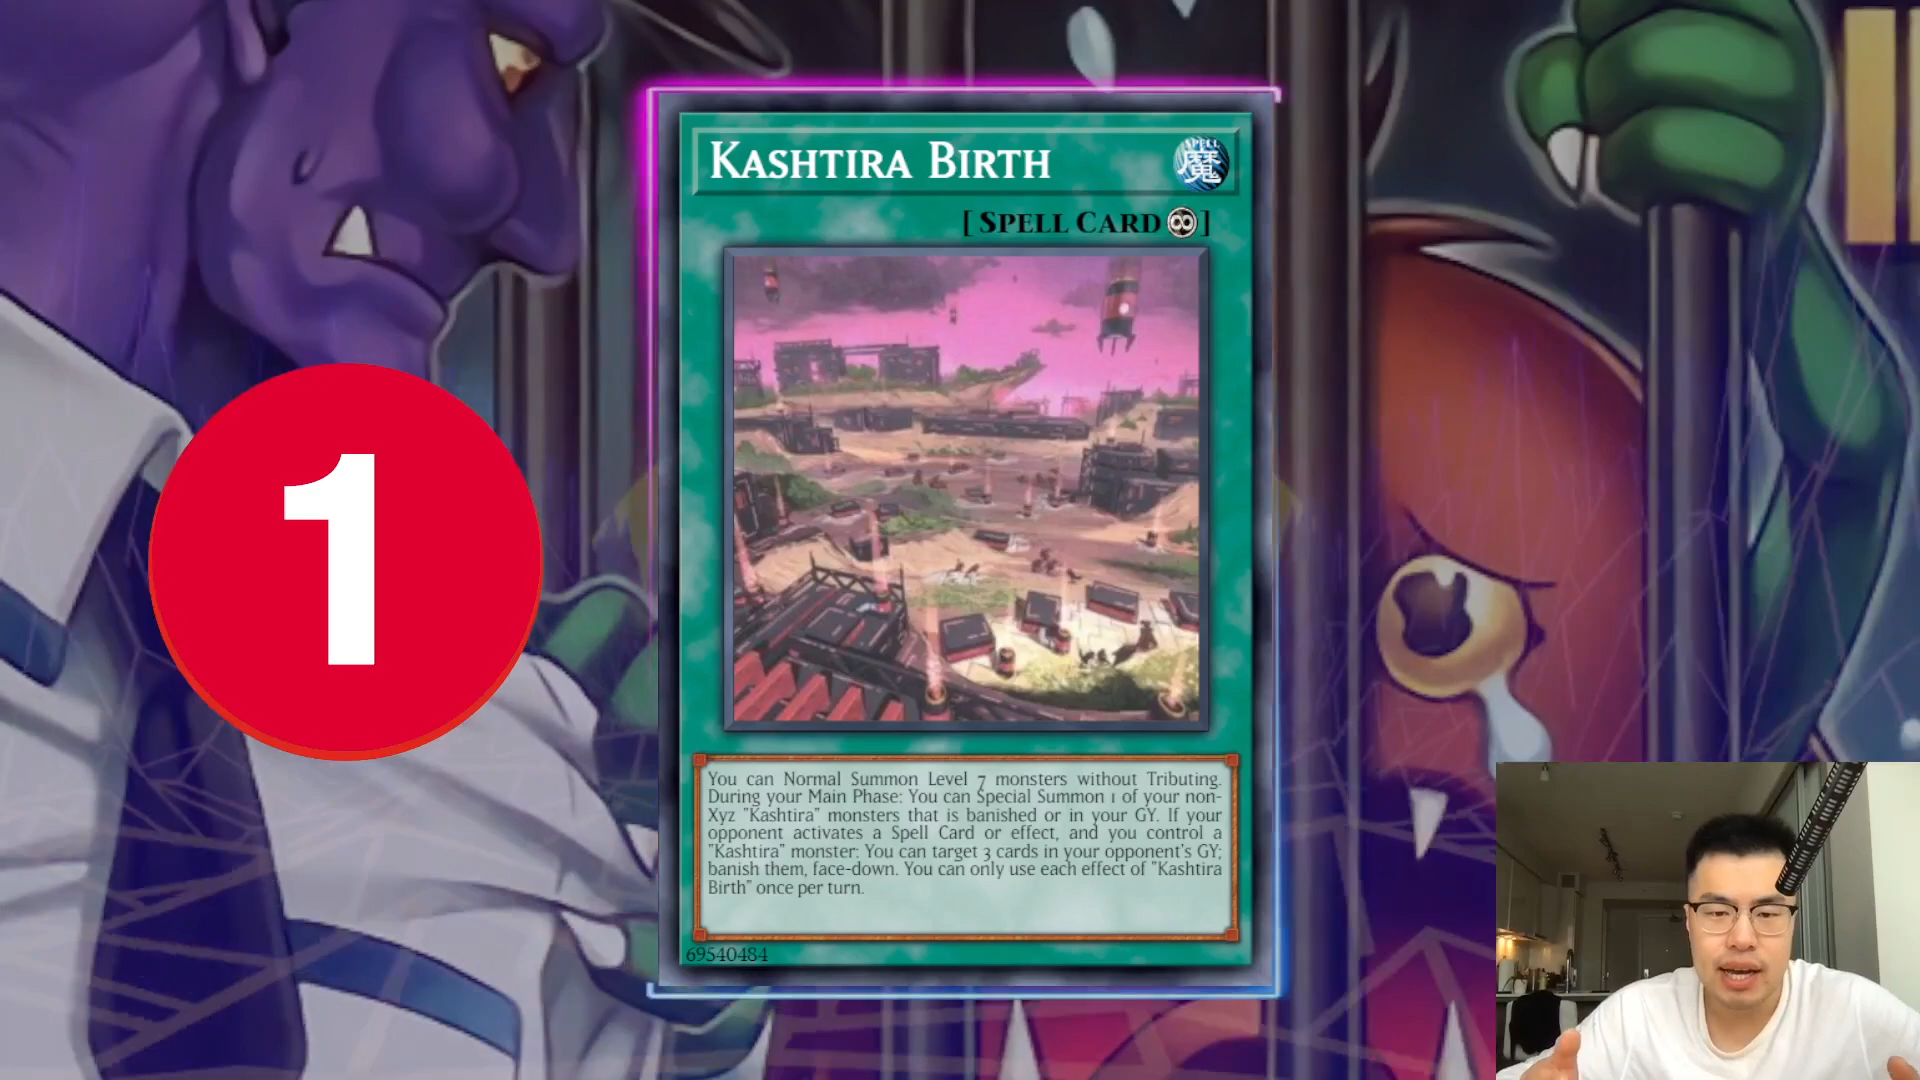 KASHTIRA BIRTH
SPELL
魔
[ SPELL CARD ]
1
You can Normal Summon Level 7 monsters without Tributing.
During your Main Phase: You can Special Summon 1 of your non-
Xyz "Kashtira" monsters that is banished or in your GY. If your
opponent activates a Spell Card or effect, and you control a
"Kashtira" monster: You can target 3 cards in your opponent's GY;
banish them, face-down. You can only use each effect of "Kashtira
Birth" once per turn.
69540484